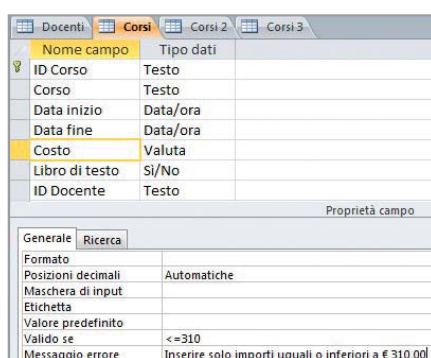 Docenti Corsi Corsi 2 Corsi 3
Nome campo Tipo dati
ID Corso Testo
Corso Testo
Data inizio Data/ora
Data fine Data/ora
Costo Valuta
Libro di testo Sì/No
ID Docente Testo
Proprietà campo
Generale Ricerca
Formato
Posizioni decimali Automatiche
Maschera di input
Etichetta
Valore predefinito
Valido se <=310
Messaggio errore Inserire solo importi uguali o inferiori a € 310,00